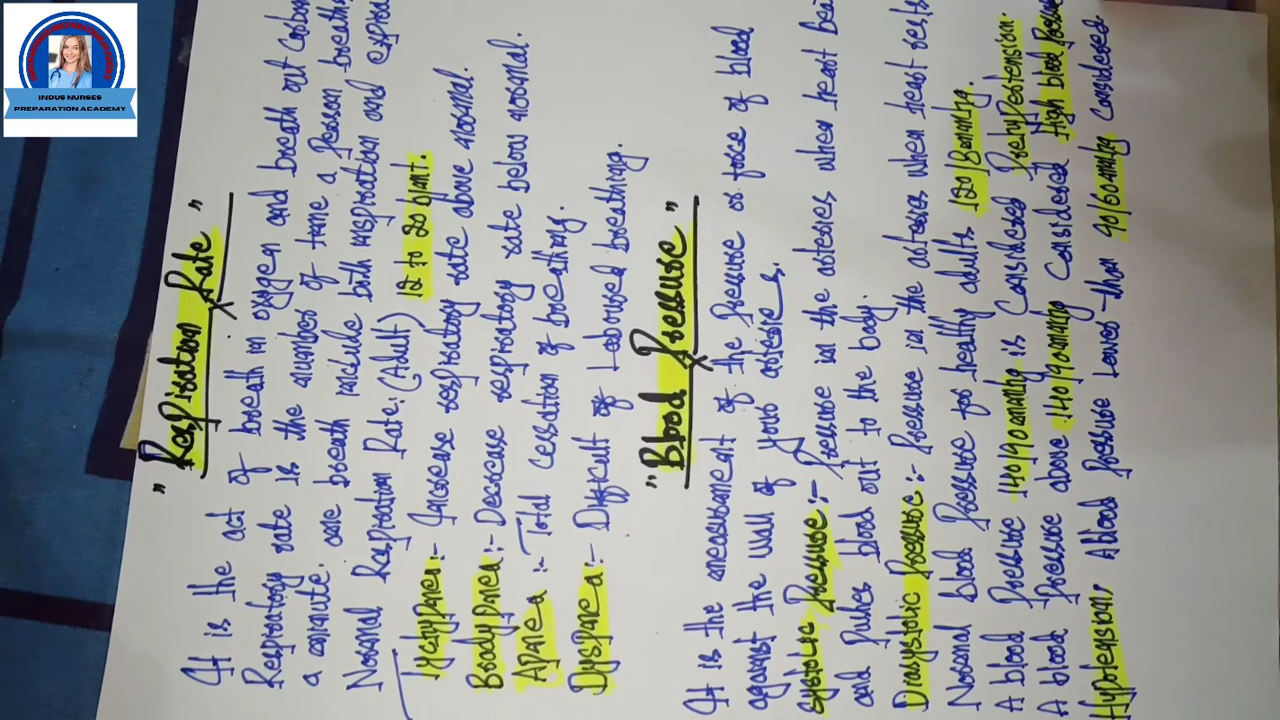 INDUS NURSES
PREPARATION ACADEMY
"Respiration Rate"
It is the act of breath in oxygen and breath out Carbon
Respiratory rate is the number of time a person breaths
a minute. one breath include both inspiration and expira
Normal Respiration Rate. (Adult) 12 to 20 b/mt.
Tychypnea:- Increase respiratory rate above normal.
Bradypnea:- Decrease respiratory rate below normal.
Apnea:- Total cessation of breathing.
Dyspnea:- Difficult or Laboured breathing.
"Blood Pressure"
It is the measurement of the Pressure or force of blood
against the wall of your arteries.
Systolic Pressure:- Pressure in the arteries when heart bea
and Pushes blood out to the body.
Diasystolic Pressure:- Pressure in the arteries when heart rests
Normal blood Pressure for healthy adults 120/80mmhg.
A blood Pressure 140/90mmhg is Considered Prehypertension.
A blood Pressure above 140/90mmhg Considered High blood Pressure
Hypotension. A blood Pressure Lower than 90/60mmhg Considered